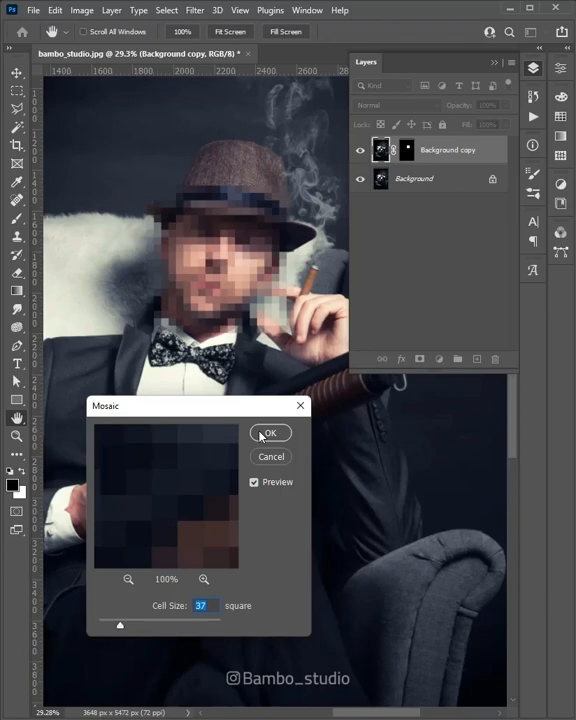 Ps File Edit Image Layer Type Select Filter 3D View Plugins Window Help
Scroll All Windows 100% Fit Screen Fill Screen
bambo_studio.jpg @ 29.3% (Background copy, RGB/8) * ×
1400 1600 1800 2000 2200 2400 2600
Layers
Kind
Normal Opacity: 100%
Lock: Fill: 100%
Background copy
Background
fx
Mosaic
OK
Cancel
Preview
100%
Cell Size: 37 square
@Bambo_studio
29.28% 3648 px x 5472 px (72 ppi)